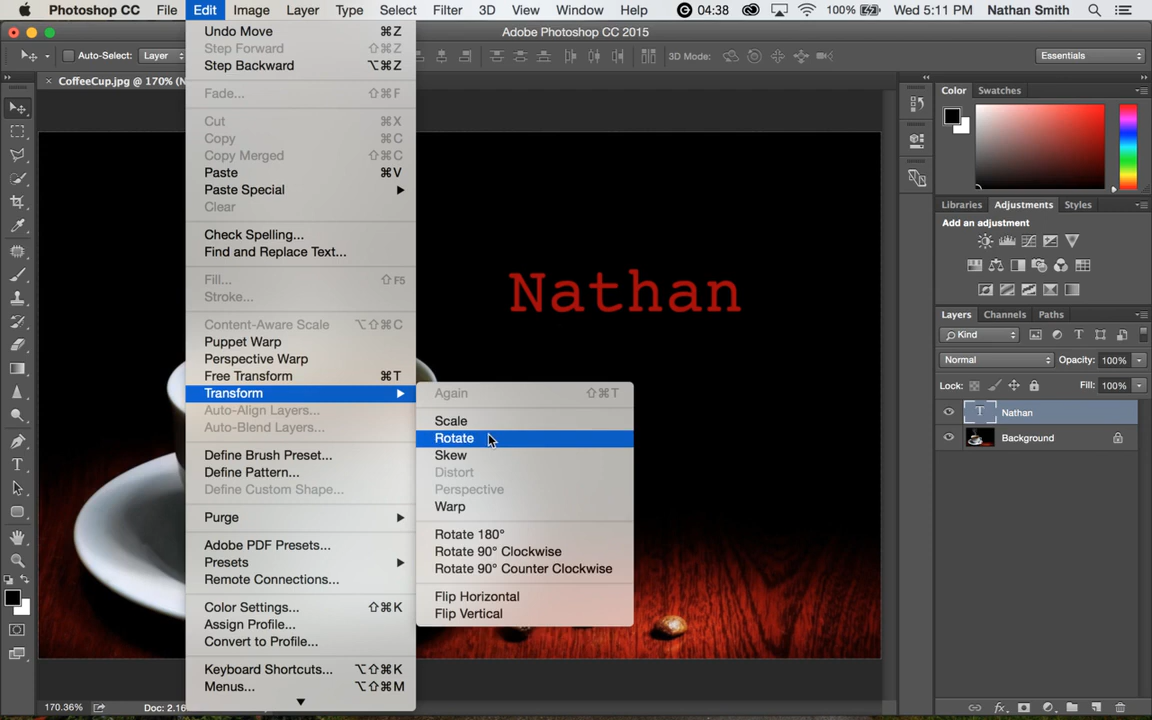 Photoshop CC File Edit Image Layer Type Select Filter 3D View Window Help 04:38 100% Wed 5:11 PM Nathan Smith
Adobe Photoshop CC 2015
Auto-Select: Layer 3D Mode: Essentials
CoffeeCup.jpg @ 170% (N
Undo Move ⌘Z
Step Forward ⇧⌘Z
Step Backward ⌥⌘Z
Fade... ⇧⌘F
Cut ⌘X
Copy ⌘C
Copy Merged ⇧⌘C
Paste ⌘V
Paste Special
Clear
Check Spelling...
Find and Replace Text...
Fill... ⇧F5
Stroke...
Content-Aware Scale ⌥⇧⌘C
Puppet Warp
Perspective Warp
Free Transform ⌘T
Transform
Auto-Align Layers...
Auto-Blend Layers...
Define Brush Preset...
Define Pattern...
Define Custom Shape...
Purge
Adobe PDF Presets...
Presets
Remote Connections...
Color Settings... ⇧⌘K
Assign Profile...
Convert to Profile...
Keyboard Shortcuts... ⌥⇧⌘K
Menus... ⌥⇧⌘M
Again ⇧⌘T
Scale
Rotate
Skew
Distort
Perspective
Warp
Rotate 180°
Rotate 90° Clockwise
Rotate 90° Counter Clockwise
Flip Horizontal
Flip Vertical
Nathan
Color Swatches
Libraries Adjustments Styles
Add an adjustment
Layers Channels Paths
Kind T
Normal Opacity: 100%
Lock: Fill: 100%
T Nathan
Background
170.36% Doc: 2.16